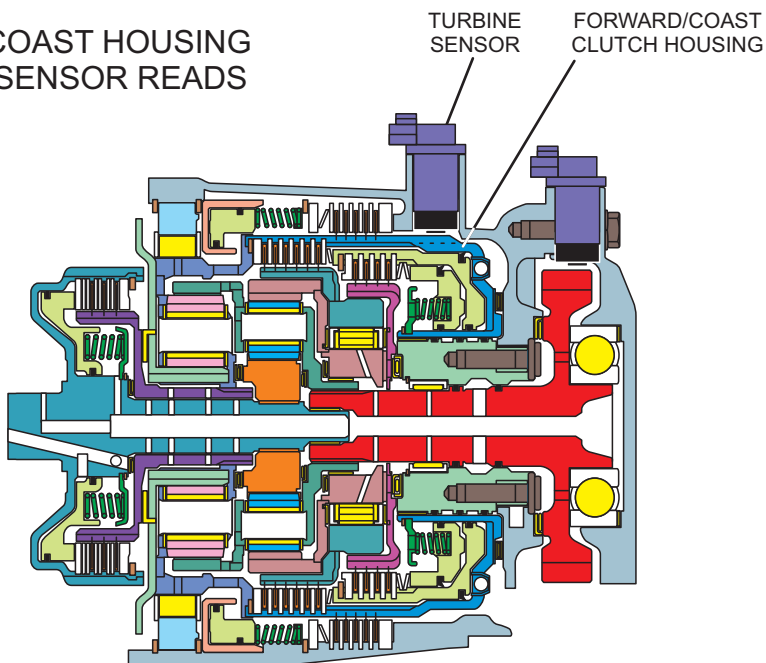 COAST HOUSING
SENSOR READS
TURBINE
SENSOR
FORWARD/COAST
CLUTCH HOUSING